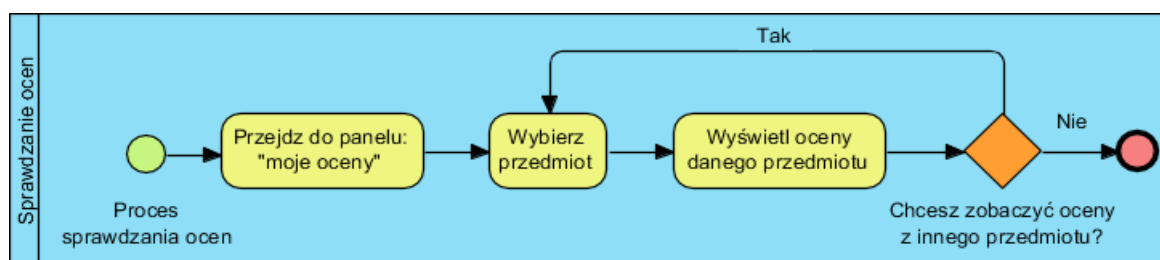 Sprawdzanie ocen
Proces
sprawdzania ocen
Przejdz do panelu:
"moje oceny"
Wybierz
przedmiot
Wyświetl oceny
danego przedmiotu
Tak
Chcesz zobaczyć oceny
z innego przedmiotu?
Nie